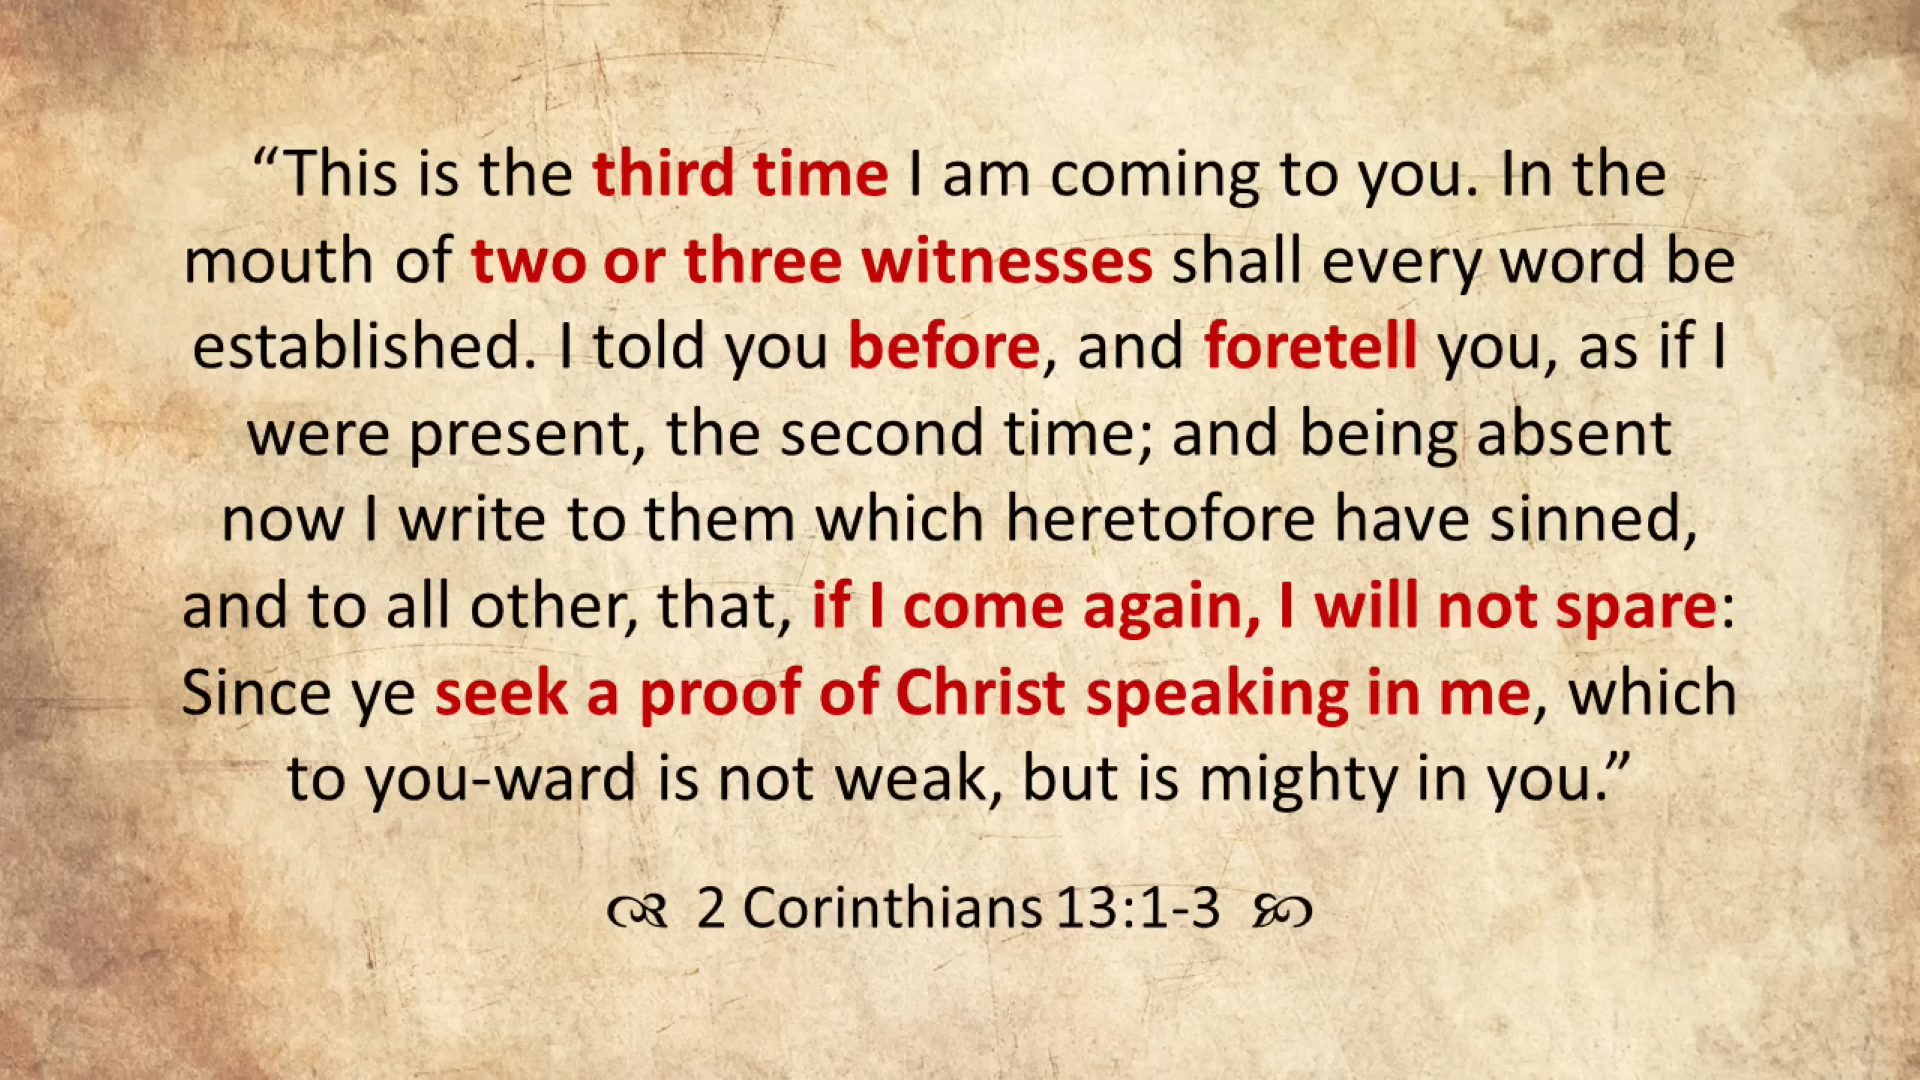 “This is the third time I am coming to you. In the
mouth of two or three witnesses shall every word be
established. I told you before, and foretell you, as if I
were present, the second time; and being absent
now I write to them which heretofore have sinned,
and to all other, that, if I come again, I will not spare:
Since ye seek a proof of Christ speaking in me, which
to you-ward is not weak, but is mighty in you.”
2 Corinthians 13:1-3